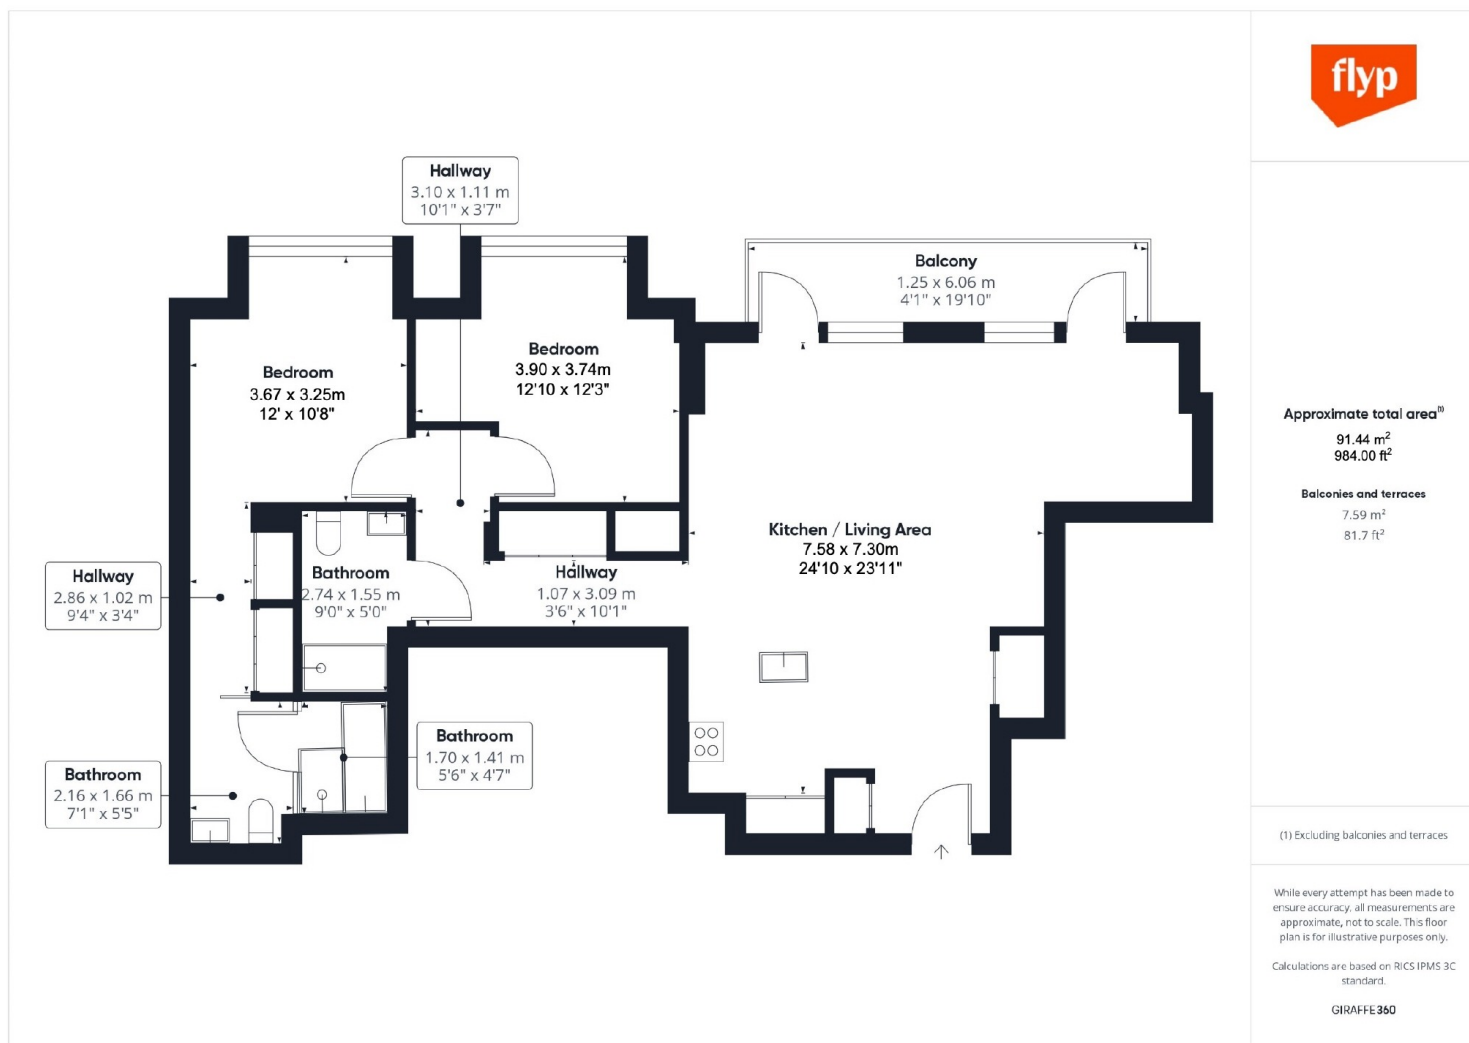 flyp
Hallway
3.10 x 1.11 m
10'1" x 3'7"
Balcony
1.25 x 6.06 m
4'1" x 19'10"
Bedroom
3.67 x 3.25m
12' x 10'8"
Bedroom
3.90 x 3.74m
12'10 x 12'3"
Kitchen / Living Area
7.58 x 7.30m
24'10 x 23'11"
Hallway
2.86 x 1.02 m
9'4" x 3'4"
Bathroom
2.74 x 1.55 m
9'0" x 5'0"
Hallway
1.07 x 3.09 m
3'6" x 10'1"
Bathroom
1.70 x 1.41 m
5'6" x 4'7"
Bathroom
2.16 x 1.66 m
7'1" x 5'5"
Approximate total area⁽¹⁾
91.44 m²
984.00 ft²
Balconies and terraces
7.59 m²
81.7 ft²
(1) Excluding balconies and terraces
While every attempt has been made to
ensure accuracy, all measurements are
approximate, not to scale. This floor
plan is for illustrative purposes only.
Calculations are based on RICS IPMS 3C
standard.
GIRAFFE360